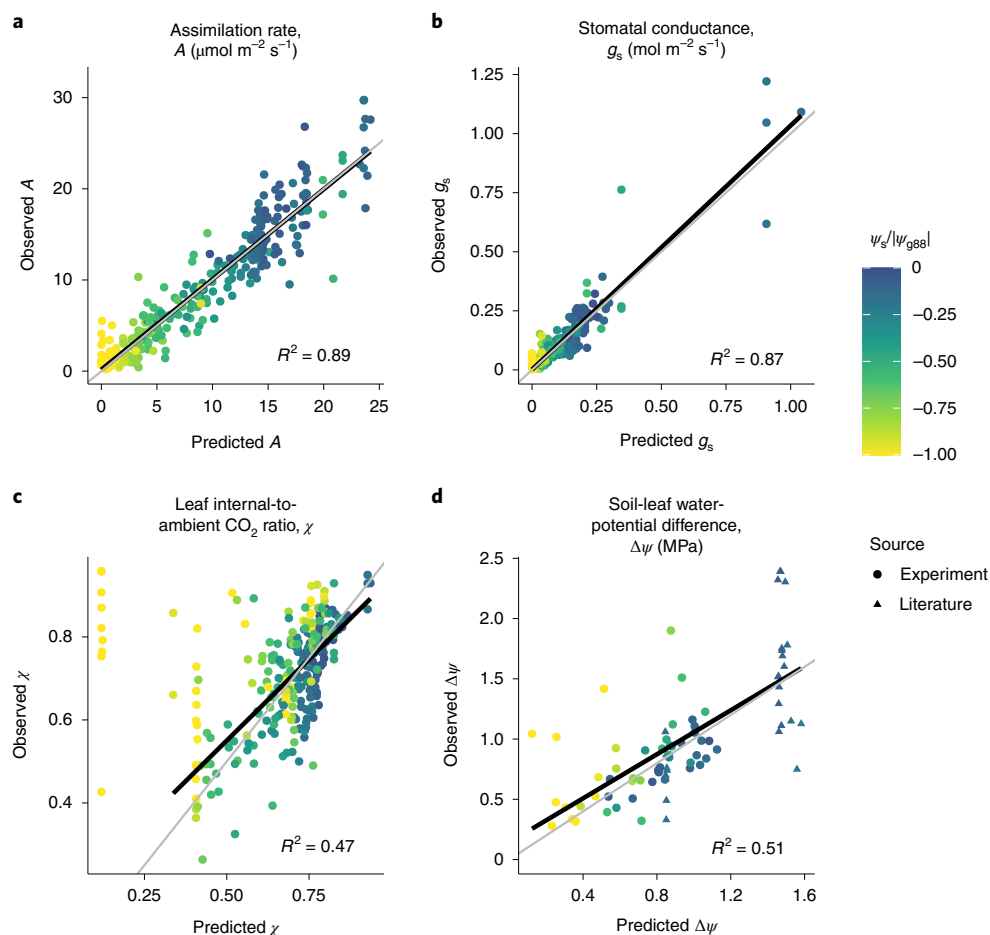 a
Assimilation rate,
A (μmol m⁻² s⁻¹)
Observed A
30
20
10
0
R² = 0.89
0 5 10 15 20 25
Predicted A
b
Stomatal conductance,
gₛ (mol m⁻² s⁻¹)
Observed gₛ
1.25
1.00
0.75
0.50
0.25
0
R² = 0.87
0 0.25 0.50 0.75 1.00
Predicted gₛ
ψₛ/|ψg88|
0
−0.25
−0.50
−0.75
−1.00
c
Leaf internal-to-
ambient CO₂ ratio, χ
Observed χ
0.8
0.6
0.4
R² = 0.47
0.25 0.50 0.75
Predicted χ
d
Soil-leaf water-
potential difference,
Δψ (MPa)
Observed Δψ
2.5
2.0
1.5
1.0
0.5
0
R² = 0.51
0.4 0.8 1.2 1.6
Predicted Δψ
Source
Experiment
Literature